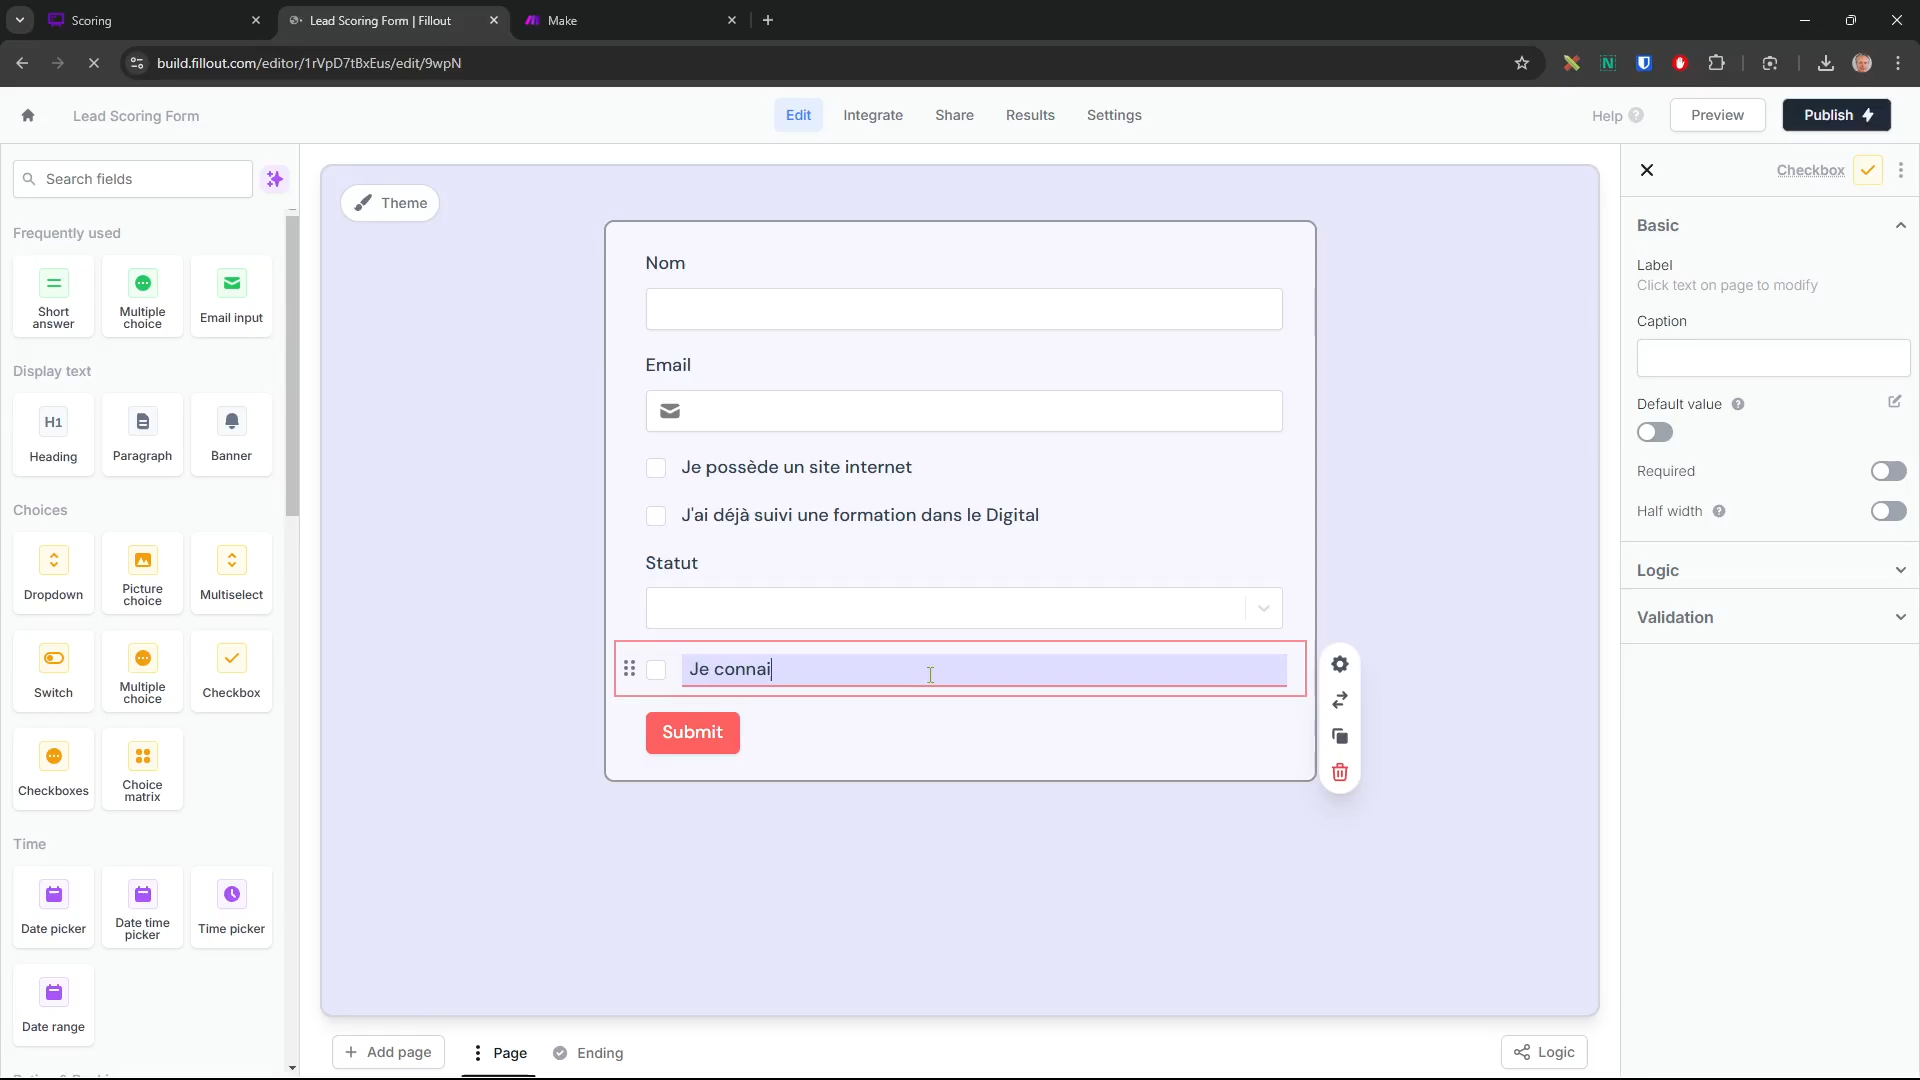 Scoring
Lead Scoring Form | Fillout
Make
build.fillout.com/editor/1rVpD7tBxEus/edit/9wpN
Lead Scoring Form
Edit
Integrate
Share
Results
Settings
Help
Preview
Publish
Search fields
Theme
Checkbox
Frequently used
Short answer
Multiple choice
Email input
Display text
H1
Heading
Paragraph
Banner
Choices
Dropdown
Picture choice
Multiselect
Switch
Multiple choice
Checkbox
Checkboxes
Choice matrix
Time
Date picker
Date time picker
Time picker
Date range
Nom
Email
Je possède un site internet
J'ai déjà suivi une formation dans le Digital
Statut
Je connai
Submit
Basic
Label
Click text on page to modify
Caption
Default value
Required
Half width
Logic
Validation
Add page
Page
Ending
Logic